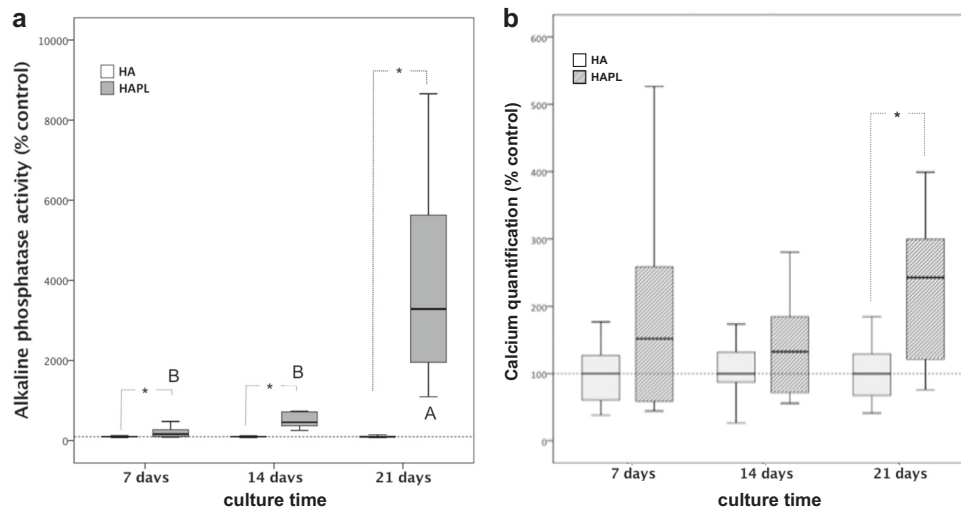 a
Alkaline phosphatase activity (% control)
10000
8000
6000
4000
2000
0
HA
HAPL
*
B
*
B
*
A
7 days
14 days
21 days
culture time
b
Calcium quantification (% control)
600
500
400
300
200
100
0
HA
HAPL
*
7 days
14 days
21 days
culture time